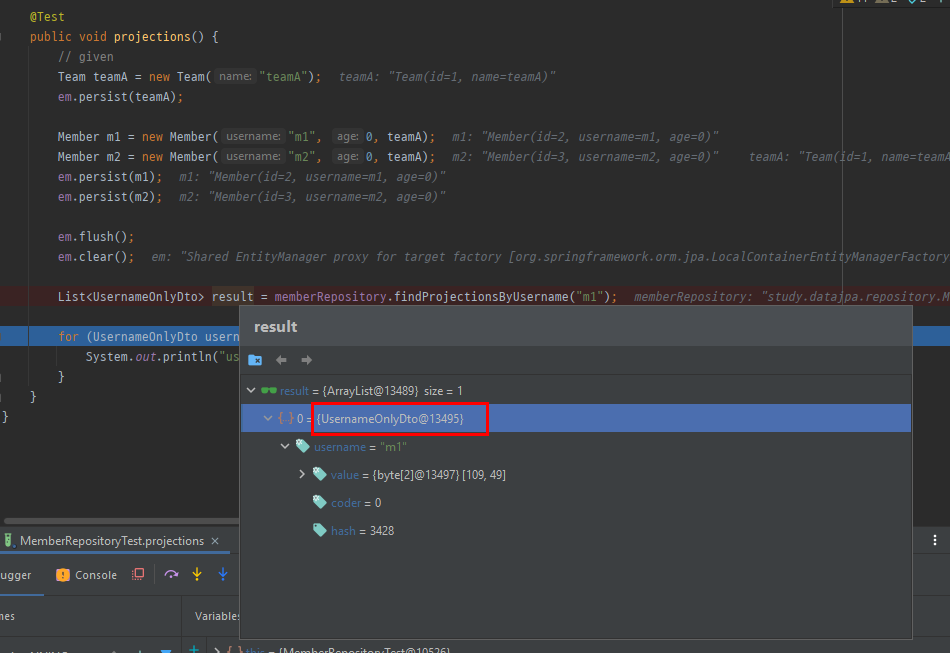 @Test
public void projections() {
// given
Team teamA = new Team( name: "teamA"); teamA: "Team(id=1, name=teamA)"
em.persist(teamA);
Member m1 = new Member( username: "m1", age: 0, teamA); m1: "Member(id=2, username=m1, age=0)"
Member m2 = new Member( username: "m2", age: 0, teamA); m2: "Member(id=3, username=m2, age=0)" teamA: "Team(id=1, name=teamA
em.persist(m1); m1: "Member(id=2, username=m1, age=0)"
em.persist(m2); m2: "Member(id=3, username=m2, age=0)"
em.flush();
em.clear(); em: "Shared EntityManager proxy for target factory [org.springframework.orm.jpa.LocalContainerEntityManagerFactory
List<UsernameOnlyDto> result = memberRepository.findProjectionsByUsername("m1"); memberRepository: "study.datajpa.repository.M
for (UsernameOnlyDto usern
System.out.println("us
}
}
}
result
result = {ArrayList@13489} size = 1
0 = {UsernameOnlyDto@13495}
username = "m1"
value = {byte[2]@13497} [109, 49]
coder = 0
hash = 3428
MemberRepositoryTest.projections ×
ugger Console
mes Variables
this = {MemberRepositoryTest@10526}